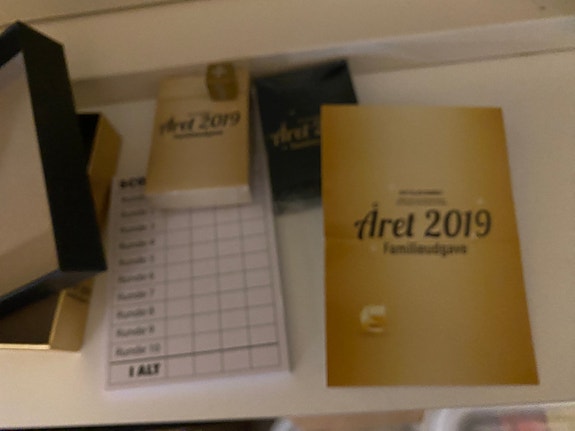 Året 2019
Familieudgave
Året
Runde 4
Runde 5
Runde 6
Runde 7
Runde 8
Runde 9
Runde 10
I ALT
Året 2019
Familieudgave